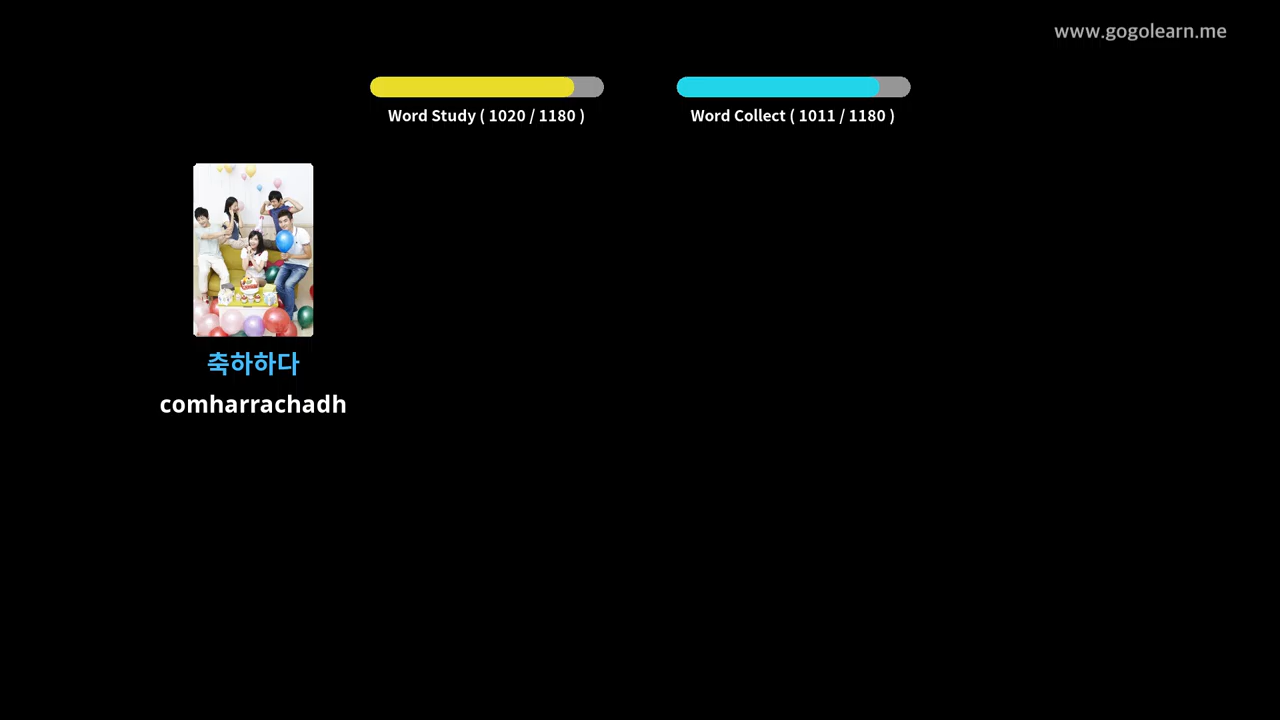 www.gogolearn.me
Word Study ( 1020 / 1180 )
Word Collect ( 1011 / 1180 )
축하하다
comharrachadh